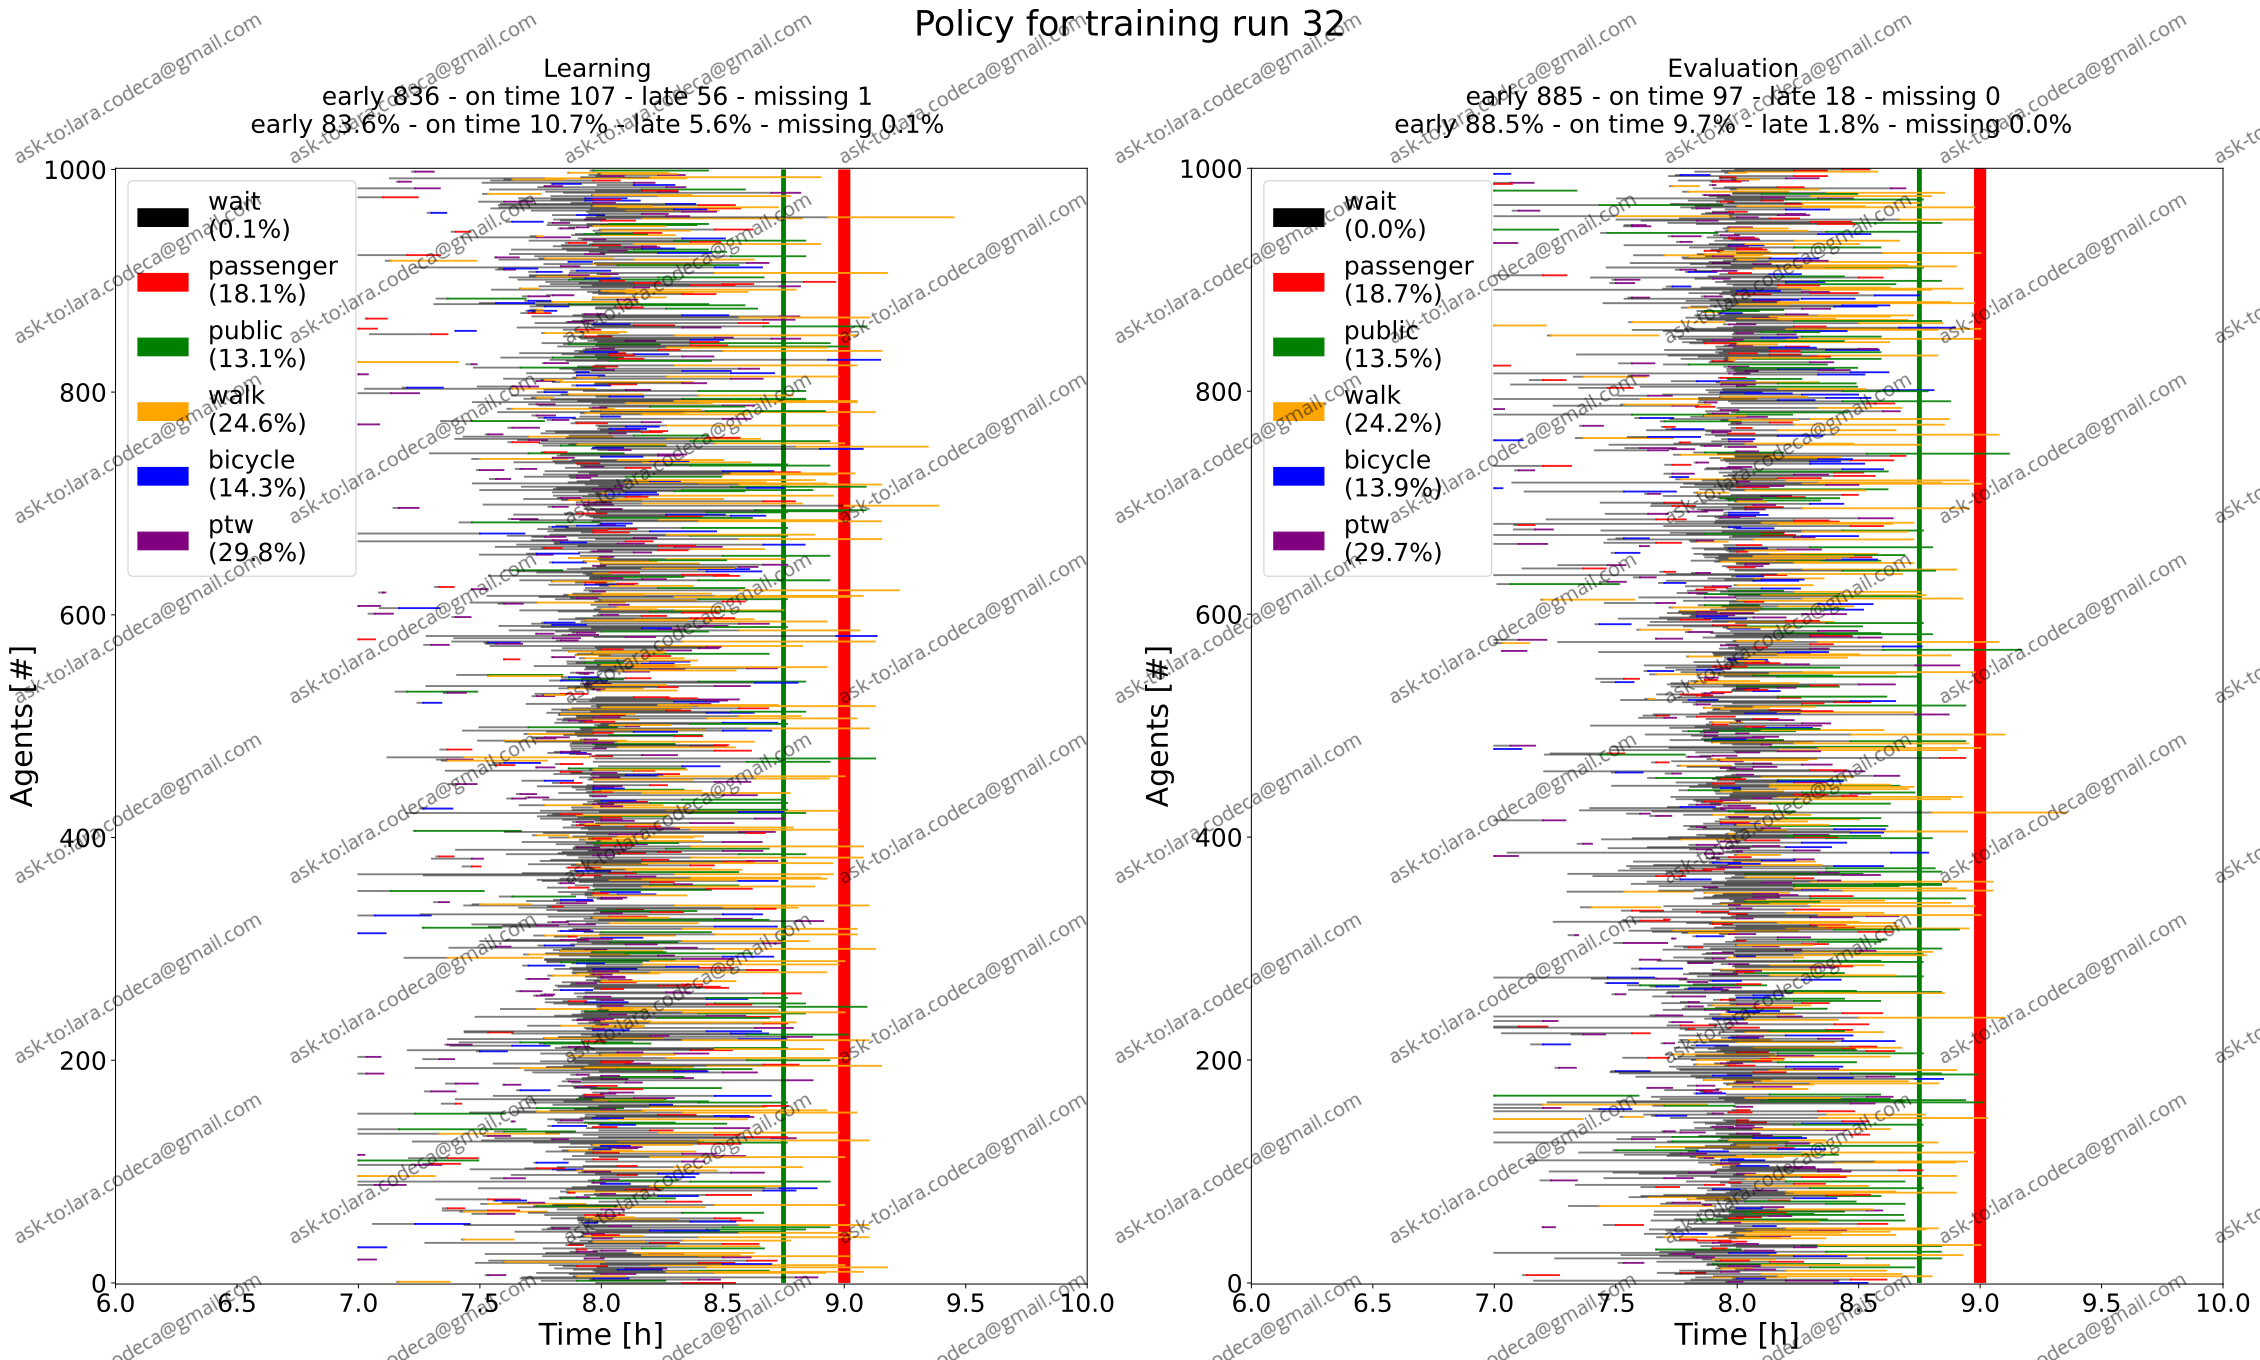 Policy for training run 32
Learning
early 836 - on time 107 - late 56 - missing 1
early 83.6% - on time 10.7% - late 5.6% - missing 0.1%
1000
800
600
400
200
0
Agents [#]
wait
(0.1%)
passenger
(18.1%)
public
(13.1%)
walk
(24.6%)
bicycle
(14.3%)
ptw
(29.8%)
6.0 6.5 7.0 7.5 8.0 8.5 9.0 9.5 10.0
Time [h]
Evaluation
early 885 - on time 97 - late 18 - missing 0
early 88.5% - on time 9.7% - late 1.8% - missing 0.0%
1000
800
600
400
200
0
Agents [#]
wait
(0.0%)
passenger
(18.7%)
public
(13.5%)
walk
(24.2%)
bicycle
(13.9%)
ptw
(29.7%)
6.0 6.5 7.0 7.5 8.0 8.5 9.0 9.5 10.0
Time [h]
ask-to:lara.codeca@gmail.com